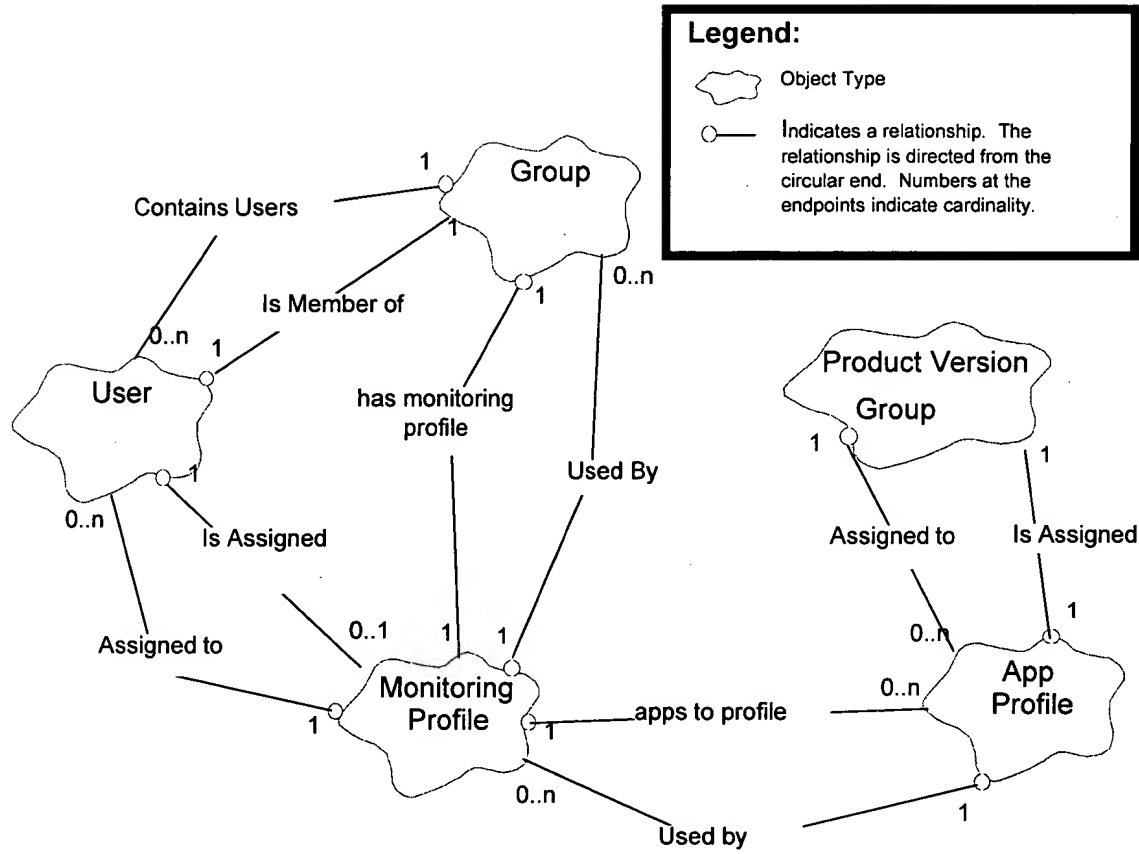 Legend:
Object Type
Indicates a relationship. The
relationship is directed from the
circular end. Numbers at the
endpoints indicate cardinality.
1
Group
Contains Users
1
0..n
1
Is Member of
0..n
1
User
has monitoring
profile
Product Version
Group
1
1
1
Used By
0..n
Is Assigned
Assigned to
Is Assigned
0..1
1
1
1
0..n
Assigned to
Monitoring
Profile
App
Profile
0..n
1
1
apps to profile
0..n
1
Used by